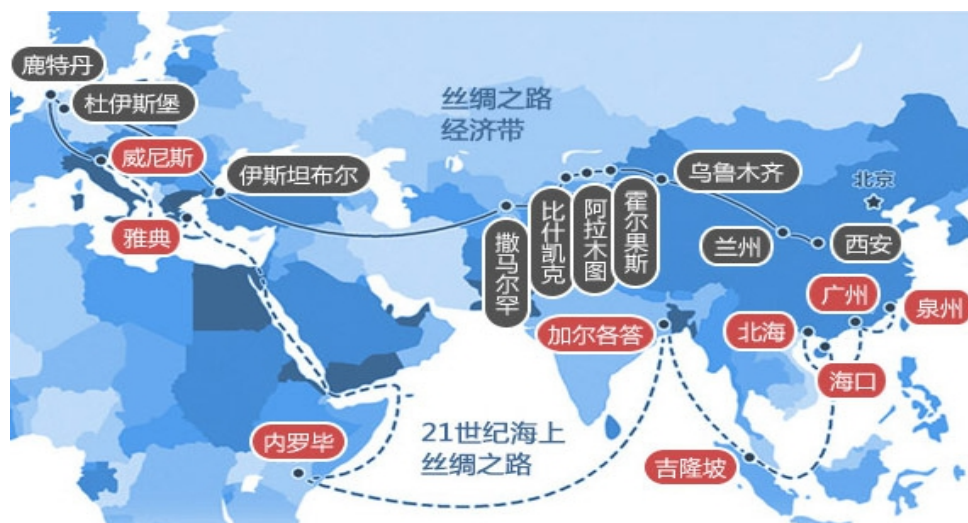 鹿特丹
杜伊斯堡
威尼斯
雅典
伊斯坦布尔
丝绸之路
经济带
撒马尔罕
比什凯克
阿拉木图
霍尔果斯
乌鲁木齐
北京
兰州
西安
广州
泉州
北海
海口
加尔各答
吉隆坡
内罗毕
21世纪海上
丝绸之路